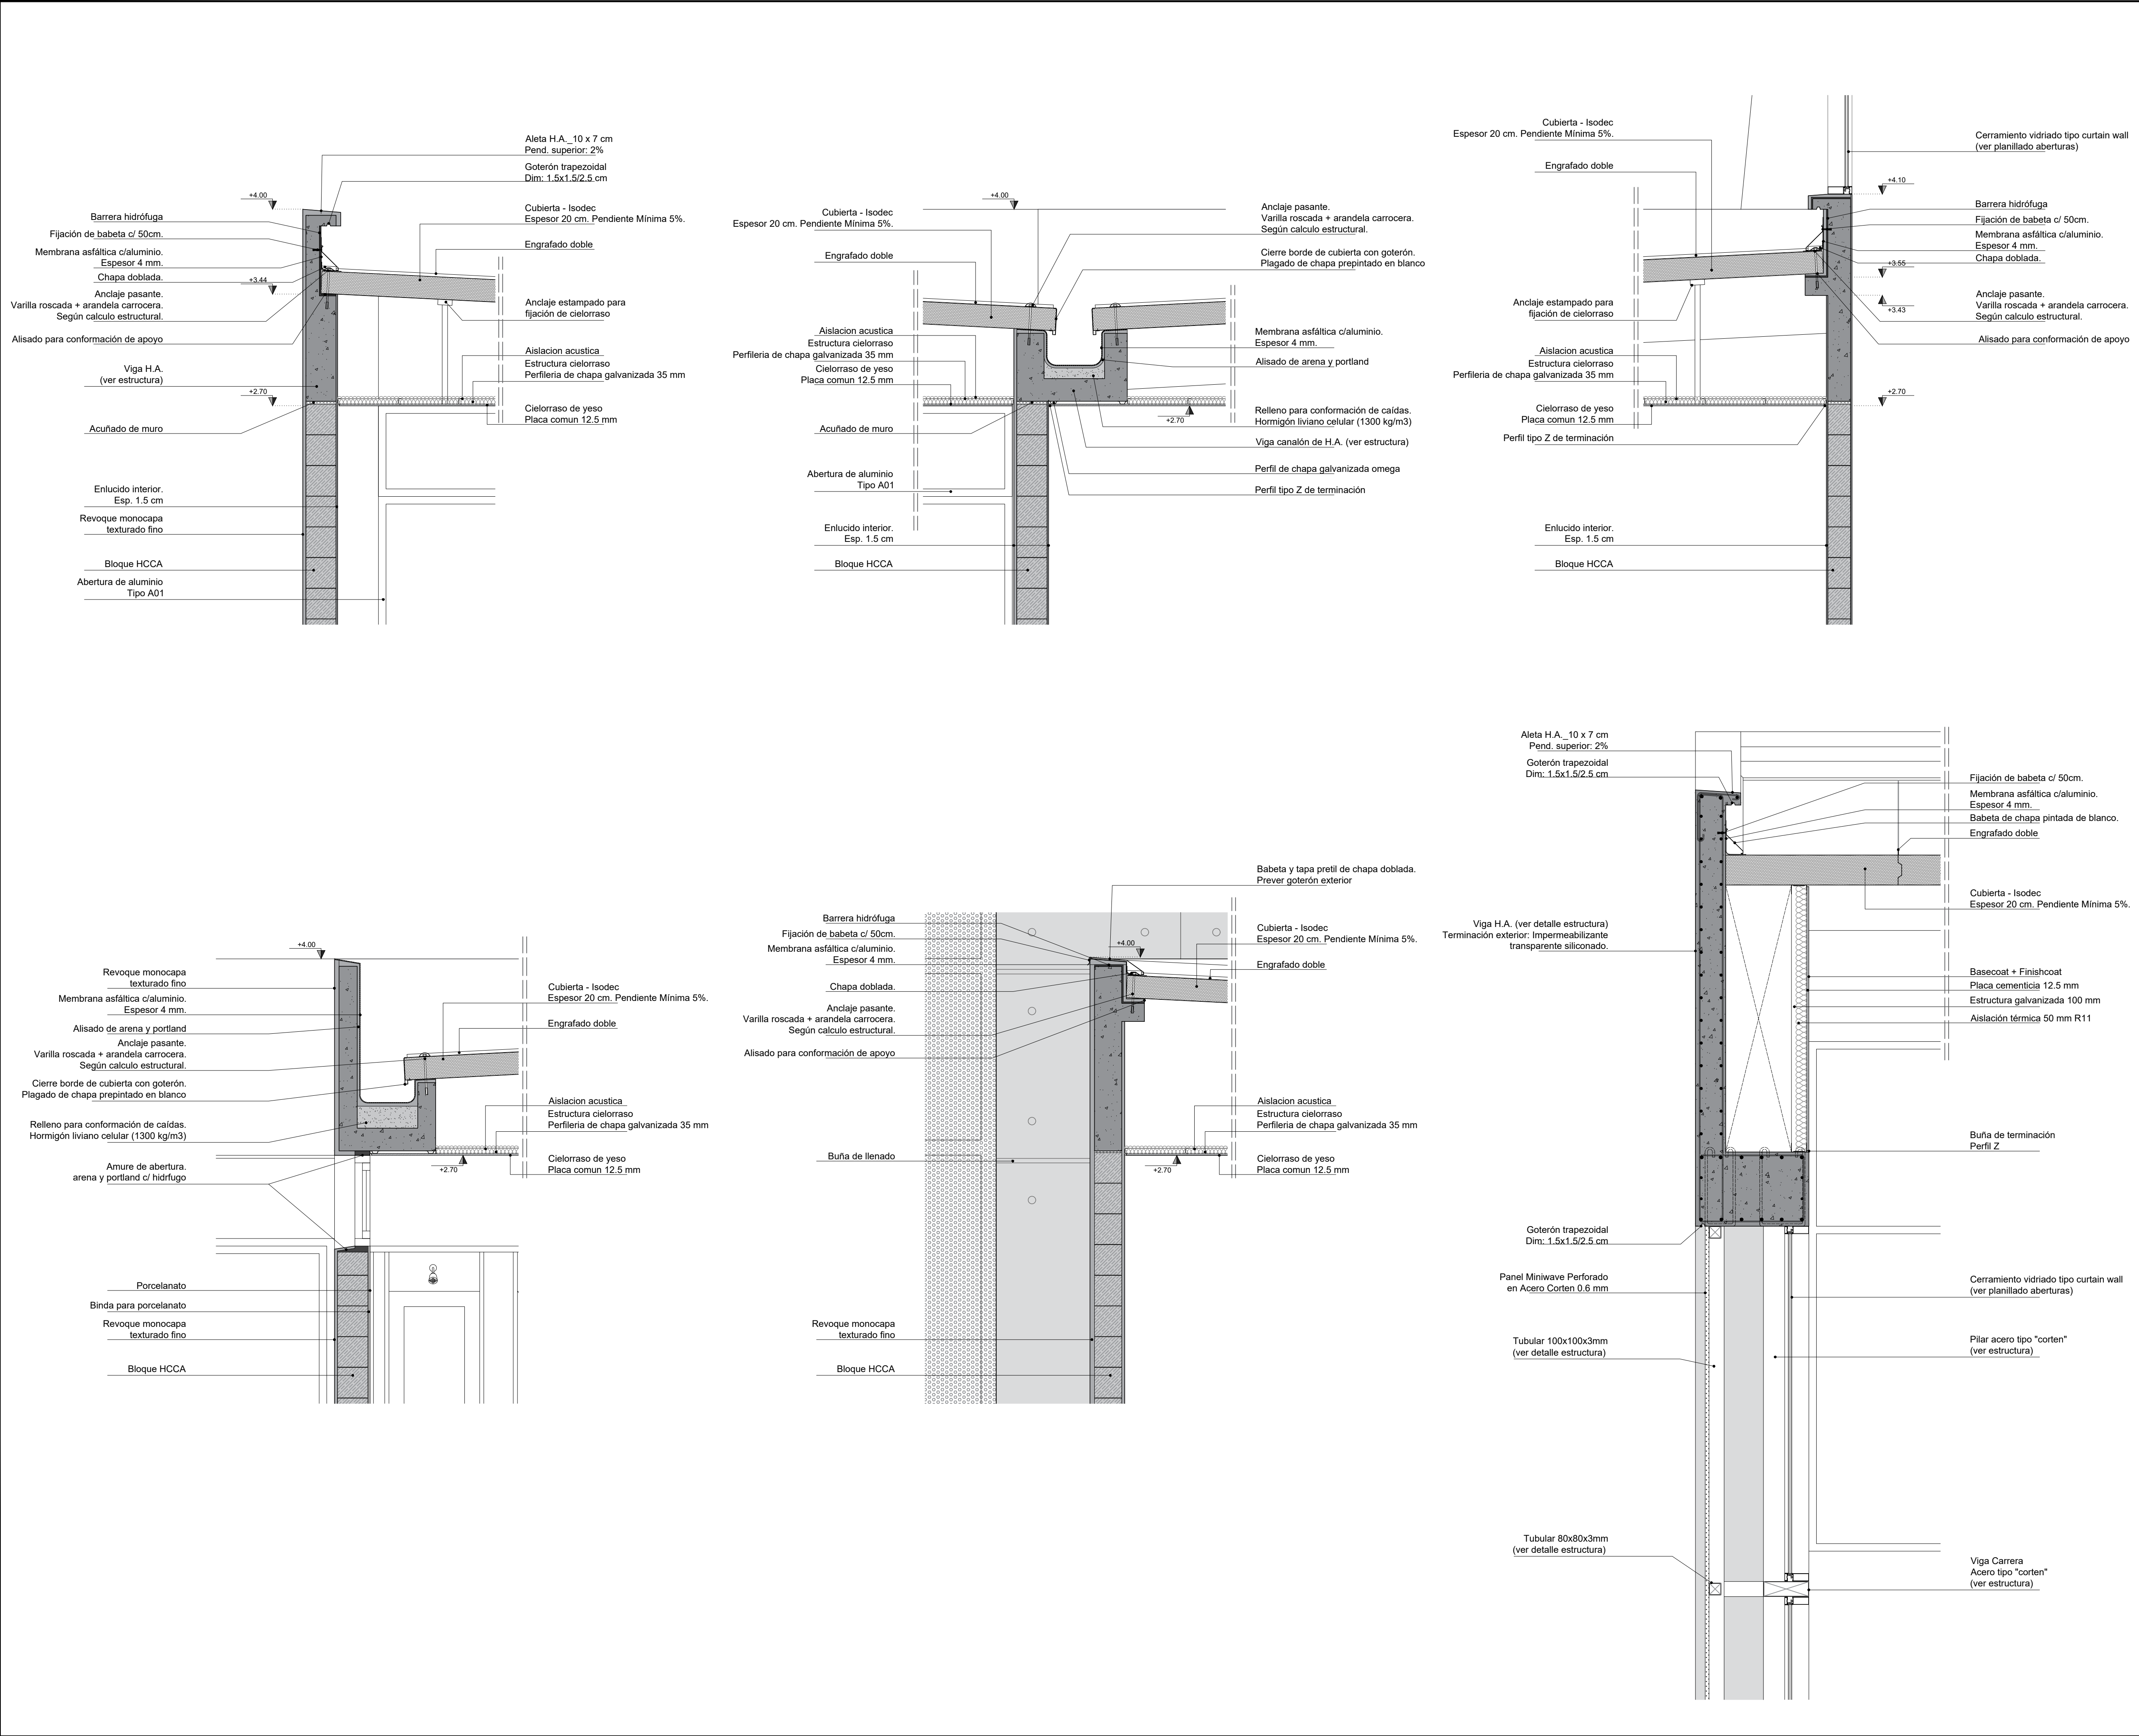 Aleta H.A._10 x 7 cm
Pend. superior: 2%
Goterón trapezoidal
Dim: 1.5x1.5/2.5 cm
+4.00
Cubierta - Isodec
Espesor 20 cm. Pendiente Mínima 5%.
Barrera hidrófuga
Fijación de babeta c/ 50cm.
Engrafado doble
Membrana asfáltica c/aluminio.
Espesor 4 mm.
Chapa doblada.
+3.44
Anclaje pasante.
Varilla roscada + arandela carrocera.
Según calculo estructural.
Anclaje estampado para
fijación de cielorraso
Alisado para conformación de apoyo
Aislacion acustica
Estructura cielorraso
Perfileria de chapa galvanizada 35 mm
Viga H.A.
(ver estructura)
+2.70
Cielorraso de yeso
Placa comun 12.5 mm
Acuñado de muro
Enlucido interior.
Esp. 1.5 cm
Revoque monocapa
texturado fino
Bloque HCCA
Abertura de aluminio
Tipo A01
+4.00
Cubierta - Isodec
Espesor 20 cm. Pendiente Mínima 5%.
Anclaje pasante.
Varilla roscada + arandela carrocera.
Según calculo estructural.
Engrafado doble
Cierre borde de cubierta con goterón.
Plagado de chapa prepintado en blanco
Aislacion acustica
Estructura cielorraso
Perfileria de chapa galvanizada 35 mm
Cielorraso de yeso
Placa comun 12.5 mm
Membrana asfáltica c/aluminio.
Espesor 4 mm.
Alisado de arena y portland
+2.70
Relleno para conformación de caídas.
Hormigón liviano celular (1300 kg/m3)
Acuñado de muro
Viga canalón de H.A. (ver estructura)
Perfil de chapa galvanizada omega
Abertura de aluminio
Tipo A01
Perfil tipo Z de terminación
Enlucido interior.
Esp. 1.5 cm
Bloque HCCA
Cubierta - Isodec
Espesor 20 cm. Pendiente Mínima 5%.
Cerramiento vidriado tipo curtain wall
(ver planillado aberturas)
Engrafado doble
+4.10
Barrera hidrófuga
Fijación de babeta c/ 50cm.
Membrana asfáltica c/aluminio.
Espesor 4 mm.
Chapa doblada.
+3.55
Anclaje estampado para
fijación de cielorraso
Anclaje pasante.
Varilla roscada + arandela carrocera.
Según calculo estructural.
+3.43
Alisado para conformación de apoyo
Aislacion acustica
Estructura cielorraso
Perfileria de chapa galvanizada 35 mm
+2.70
Cielorraso de yeso
Placa comun 12.5 mm
Perfil tipo Z de terminación
Enlucido interior.
Esp. 1.5 cm
Bloque HCCA
+4.00
Revoque monocapa
texturado fino
Cubierta - Isodec
Espesor 20 cm. Pendiente Mínima 5%.
Membrana asfáltica c/aluminio.
Espesor 4 mm.
Engrafado doble
Alisado de arena y portland
Anclaje pasante.
Varilla roscada + arandela carrocera.
Según calculo estructural.
Cierre borde de cubierta con goterón.
Plagado de chapa prepintado en blanco
Aislacion acustica
Estructura cielorraso
Perfileria de chapa galvanizada 35 mm
Relleno para conformación de caídas.
Hormigón liviano celular (1300 kg/m3)
Cielorraso de yeso
Placa comun 12.5 mm
+2.70
Amure de abertura.
arena y portland c/ hidrfugo
Porcelanato
Binda para porcelanato
Revoque monocapa
texturado fino
Bloque HCCA
Babeta y tapa pretil de chapa doblada.
Prever goterón exterior
Barrera hidrófuga
Fijación de babeta c/ 50cm.
Membrana asfáltica c/aluminio.
Espesor 4 mm.
+4.00
Cubierta - Isodec
Espesor 20 cm. Pendiente Mínima 5%.
Engrafado doble
Chapa doblada.
Anclaje pasante.
Varilla roscada + arandela carrocera.
Según calculo estructural.
Alisado para conformación de apoyo
Aislacion acustica
Estructura cielorraso
Perfileria de chapa galvanizada 35 mm
Buña de llenado
Cielorraso de yeso
Placa comun 12.5 mm
+2.70
Revoque monocapa
texturado fino
Bloque HCCA
Aleta H.A._10 x 7 cm
Pend. superior: 2%
Goterón trapezoidal
Dim: 1.5x1.5/2.5 cm
Fijación de babeta c/ 50cm.
Membrana asfáltica c/aluminio.
Espesor 4 mm.
Babeta de chapa pintada de blanco.
Engrafado doble
Cubierta - Isodec
Espesor 20 cm. Pendiente Mínima 5%.
Viga H.A. (ver detalle estructura)
Terminación exterior: Impermeabilizante
transparente siliconado.
Basecoat + Finishcoat
Placa cementicia 12.5 mm
Estructura galvanizada 100 mm
Aislación térmica 50 mm R11
Buña de terminación
Perfil Z
Goterón trapezoidal
Dim: 1.5x1.5/2.5 cm
Panel Miniwave Perforado
en Acero Corten 0.6 mm
Cerramiento vidriado tipo curtain wall
(ver planillado aberturas)
Tubular 100x100x3mm
(ver detalle estructura)
Pilar acero tipo "corten"
(ver estructura)
Tubular 80x80x3mm
(ver detalle estructura)
Viga Carrera
Acero tipo "corten"
(ver estructura)